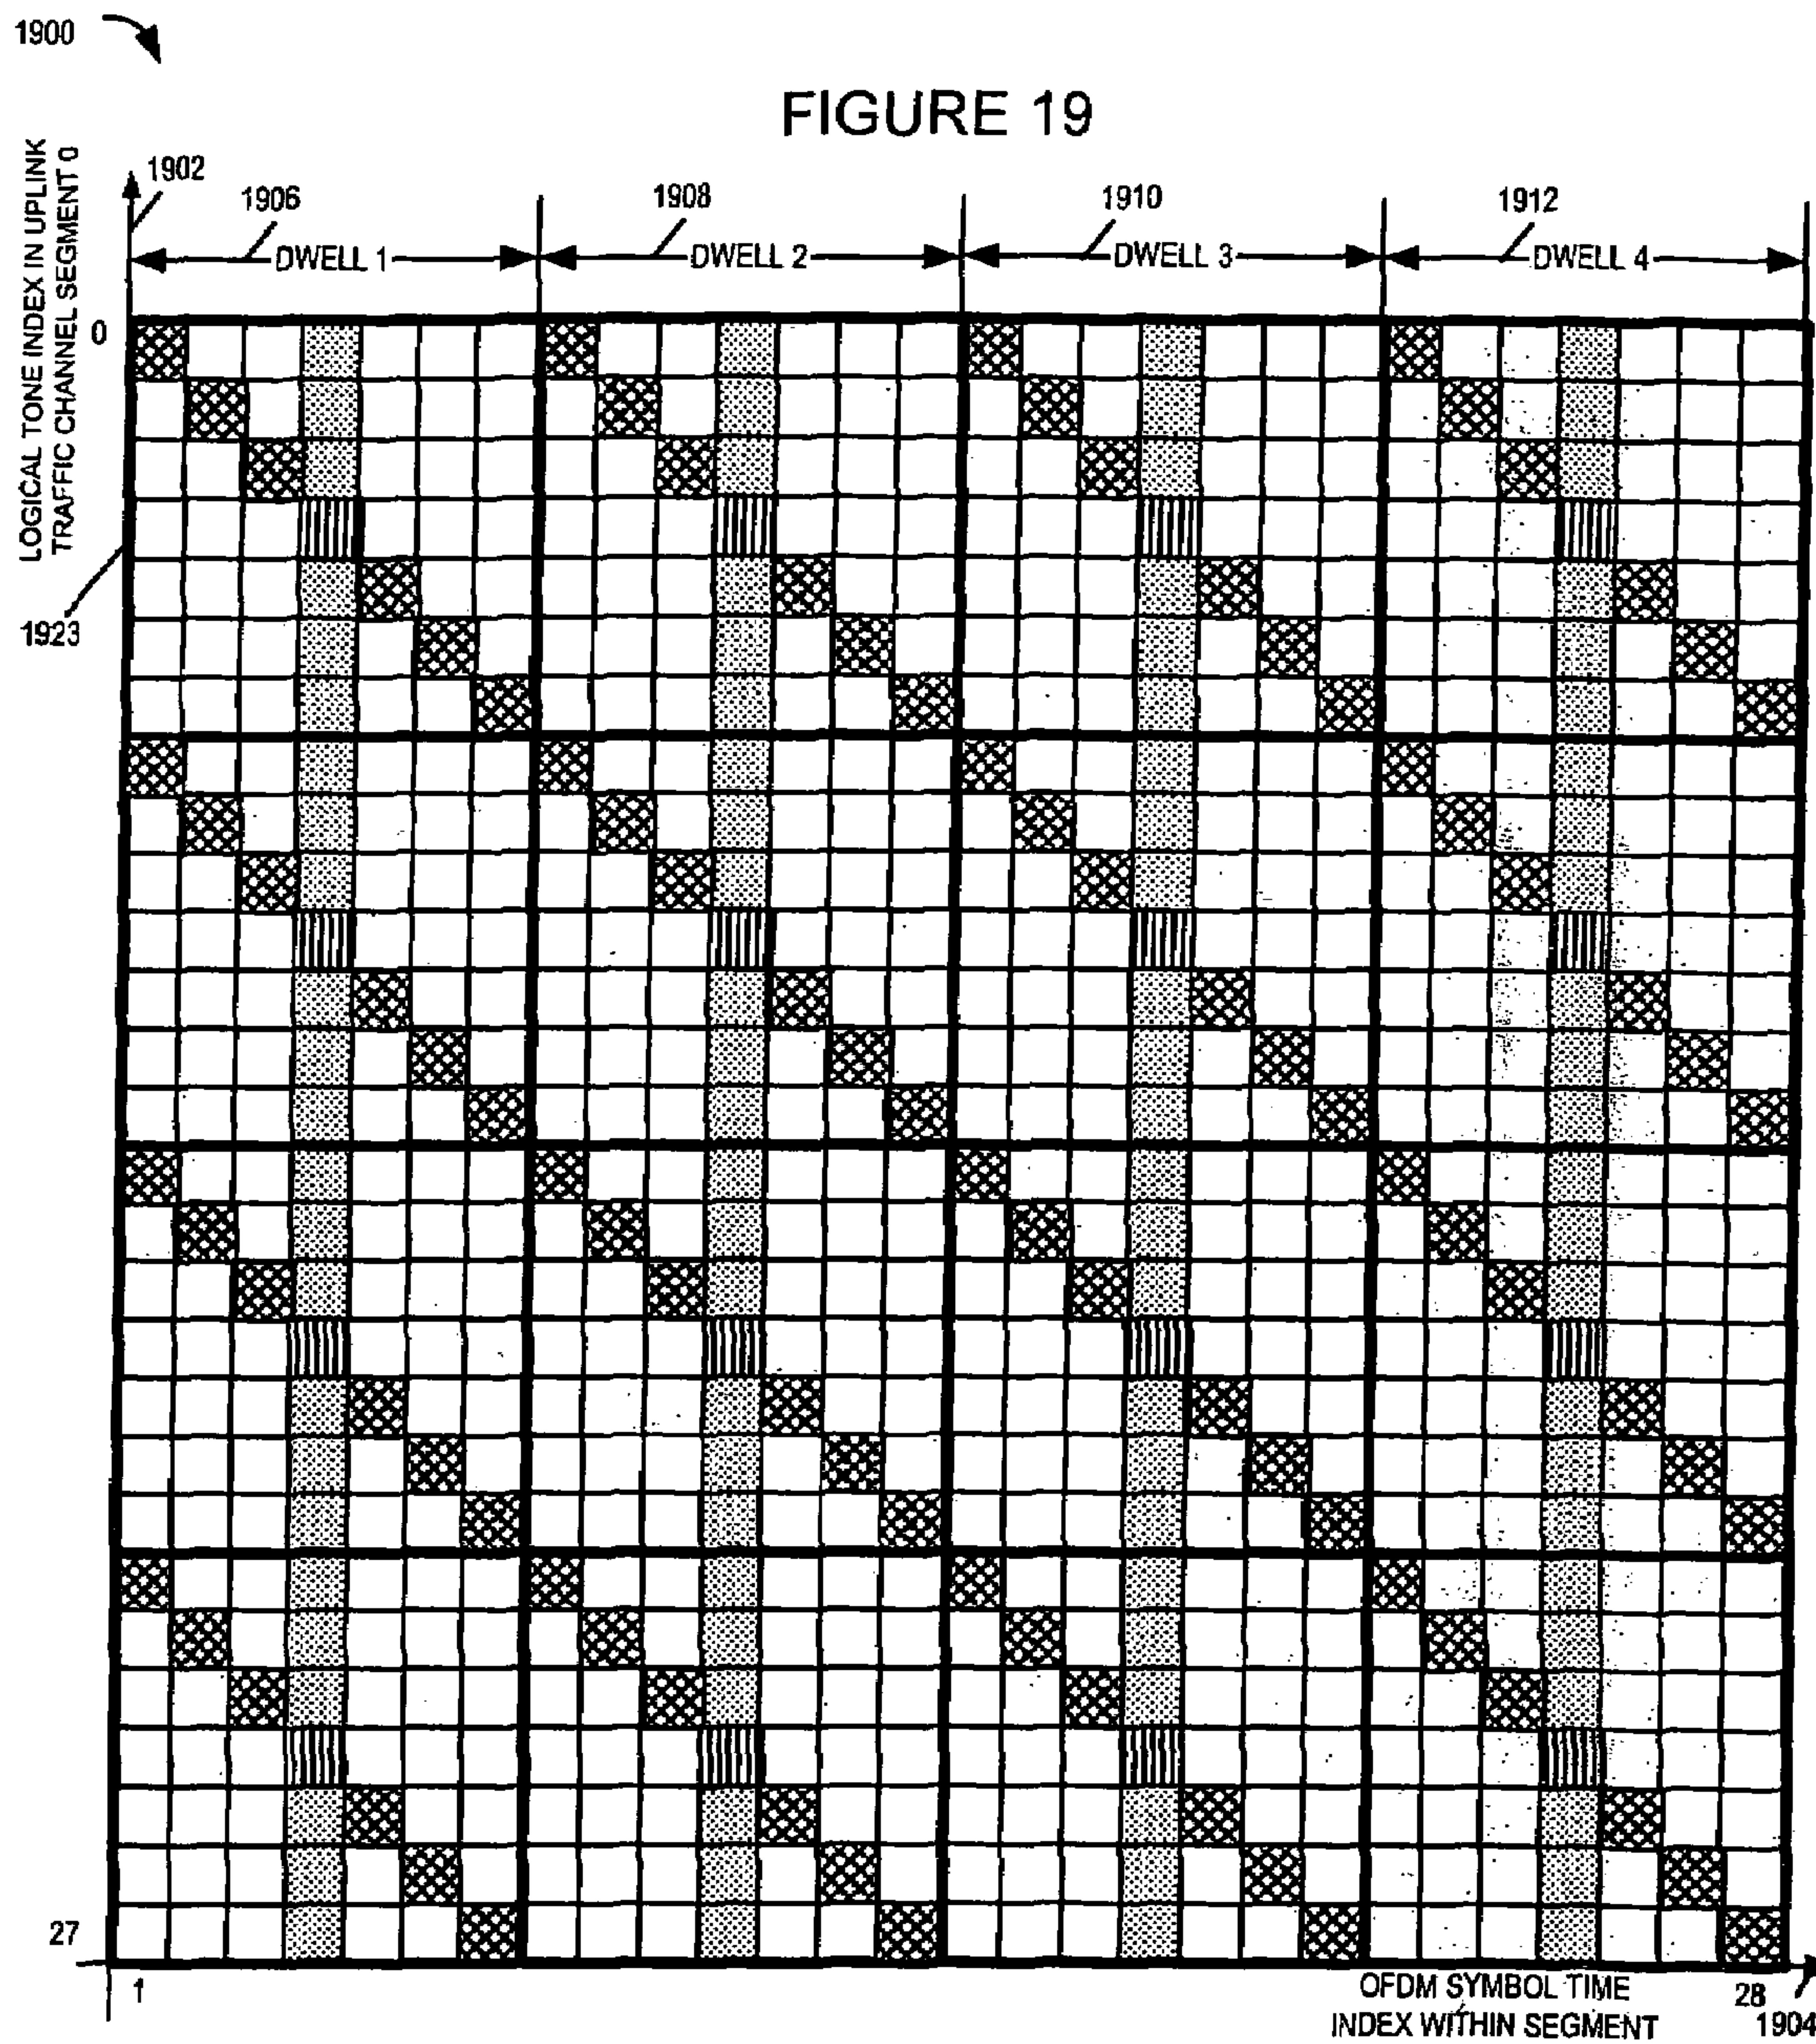 1900
FIGURE 19
LOGICAL TONE INDEX IN UPLINK
TRAFFIC CHANNEL SEGMENT 0
1902
1906
1908
1910
1912
DWELL 1
DWELL 2
DWELL 3
DWELL 4
0
1923
27
1
OFDM SYMBOL TIME
INDEX WITHIN SEGMENT
28
1904